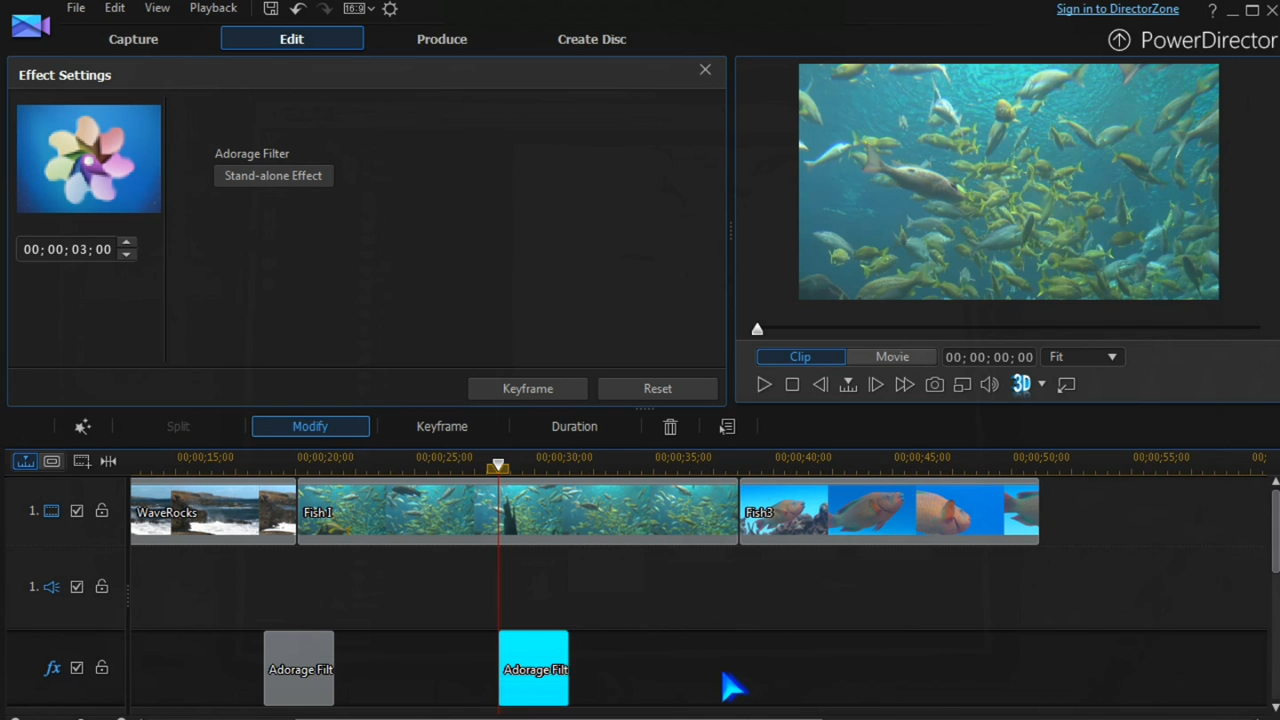 File Edit View Playback
16:9
Sign in to DirectorZone
?
Capture Edit Produce Create Disc
PowerDirector
Effect Settings
Adorage Filter
Stand-alone Effect
00; 00; 03; 00
Keyframe Reset
Clip Movie 00; 00; 00; 00 Fit
3D
Split Modify Keyframe Duration
00;00;15;00 00;00;20;00 00;00;25;00 00;00;30;00 00;00;35;00 00;00;40;00 00;00;45;00 00;00;50;00 00;00;55;00 00;
1. WaveRocks Fish1 Fish3
1.
fx Adorage Filt Adorage Filt